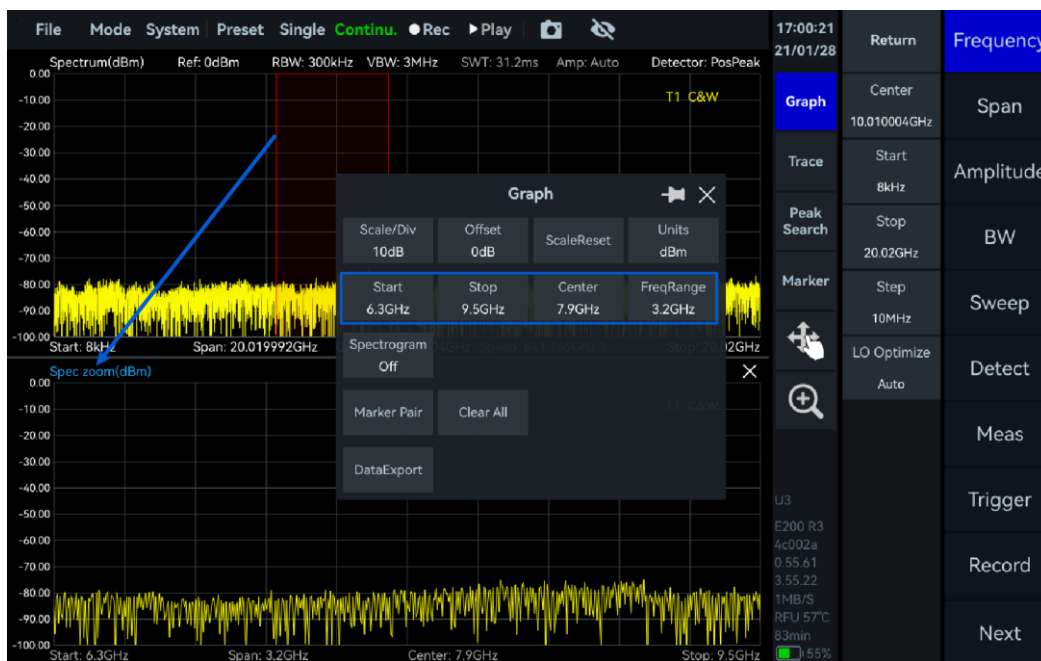 File Mode System Preset Single Continu. Rec Play
Spectrum(dBm) Ref: 0dBm RBW: 300kHz VBW: 3MHz SWT: 31.2ms Amp: Auto Detector: PosPeak
0.00
T1 C&W
-10.00
-20.00
-30.00
-40.00
-50.00
-60.00
-70.00
-80.00
-90.00
-100.00
Start: 8kHz Span: 20.019992GHz
Spec zoom(dBm)
0.00
-10.00
T1 C&W
-20.00
-30.00
-40.00
-50.00
-60.00
-70.00
-80.00
-90.00
-100.00
Start: 6.3GHz Span: 3.2GHz Center: 7.9GHz Stop: 9.5GHz
Graph
Scale/Div Offset ScaleReset Units
10dB 0dB dBm
Start Stop Center FreqRange
6.3GHz 9.5GHz 7.9GHz 3.2GHz
Spectrogram
Off
Marker Pair Clear All
DataExport
17:00:21
21/01/28
Graph
Trace
Peak
Search
Marker
U3
E200 R3
4c002a
0.55.61
3.55.22
1MB/S
RFU 57℃
83min
55%
Return
Center
10.010004GHz
Start
8kHz
Stop
20.02GHz
Step
10MHz
LO Optimize
Auto
Frequency
Span
Amplitude
BW
Sweep
Detect
Meas
Trigger
Record
Next